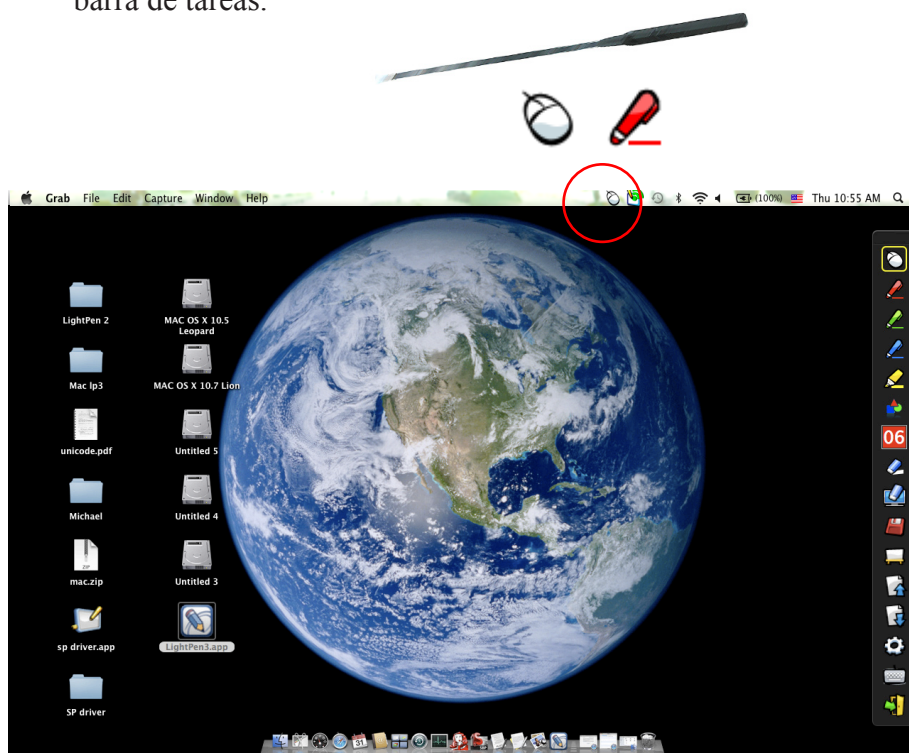 barra de tareas.
Grab File Edit Capture Window Help (100%) Thu 10:55 AM
LightPen 2
MAC OS X 10.5
Leopard
Mac lp3
MAC OS X 10.7 Lion
unicode.pdf
Untitled 5
Michael
Untitled 4
ZIP
mac.zip
Untitled 3
sp driver.app
LightPen3.app
SP driver
06
31